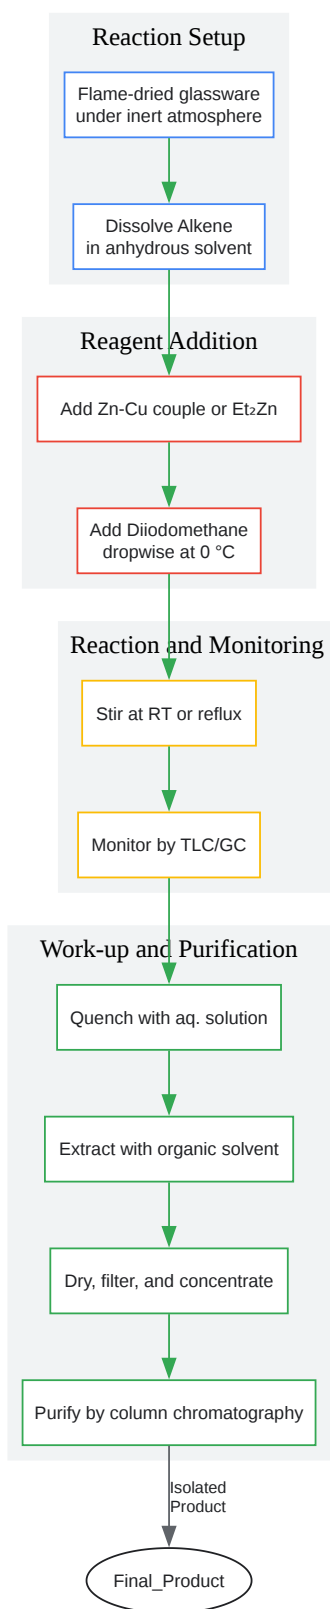 Reaction Setup
Flame-dried glassware
under inert atmosphere
Dissolve Alkene
in anhydrous solvent
Reagent Addition
Add Zn-Cu couple or Et₂Zn
Add Diiodomethane
dropwise at 0 °C
Reaction and Monitoring
Stir at RT or reflux
Monitor by TLC/GC
Work-up and Purification
Quench with aq. solution
Extract with organic solvent
Dry, filter, and concentrate
Purify by column chromatography
Isolated
Product
Final_Product